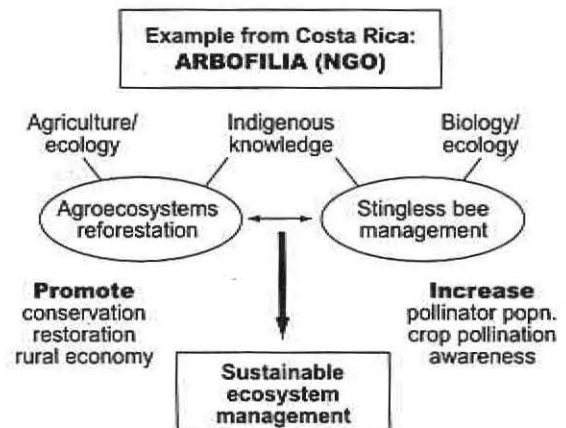 Example from Costa Rica:
ARBOFILIA (NGO)
Agriculture/
ecology
Indigenous
knowledge
Biology/
ecology
Agroecosystems
reforestation
Stingless bee
management
Promote
conservation
restoration
rural economy
Increase
pollinator popn.
crop pollination
awareness
Sustainable
ecosystem
management